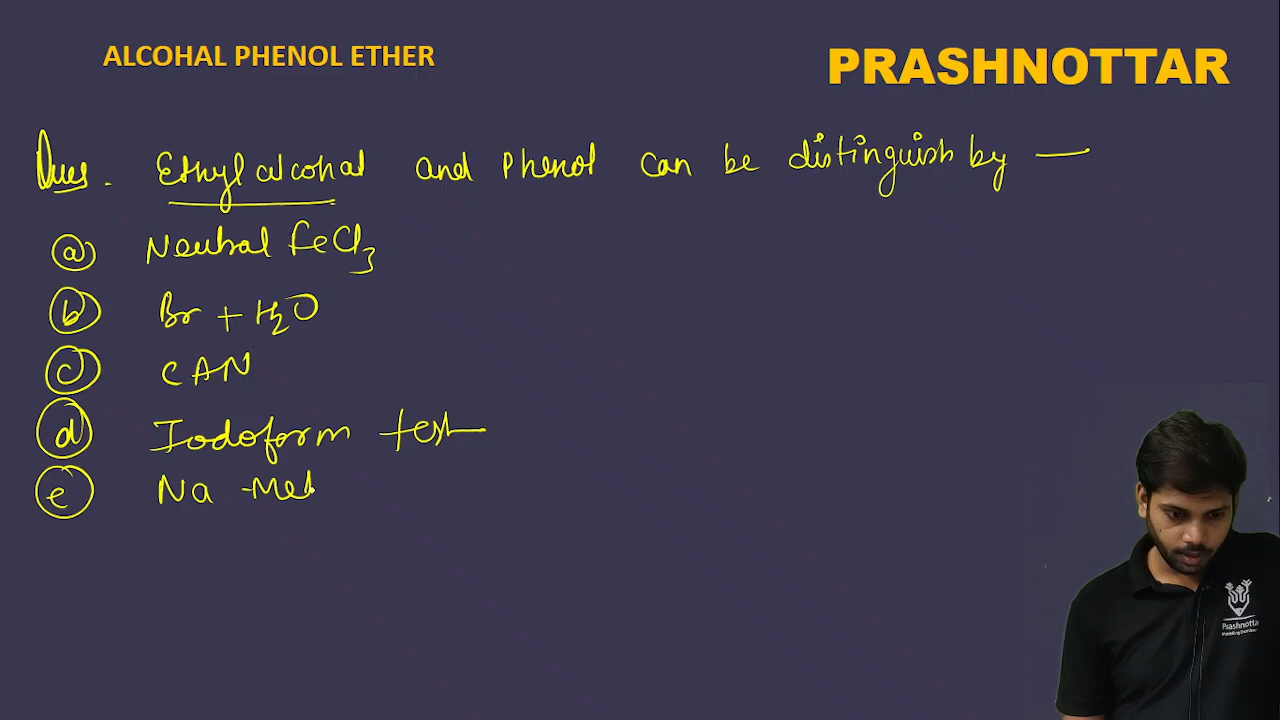 ALCOHAL PHENOL ETHER
PRASHNOTTAR
Ques. Ethyl alcohal and Phenol can be distinguish by —
(a) Neutral FeCl3
(b) Br + H2O
(c) CAN
(d) Iodoform test
(e) Na -Met
Prashnotta